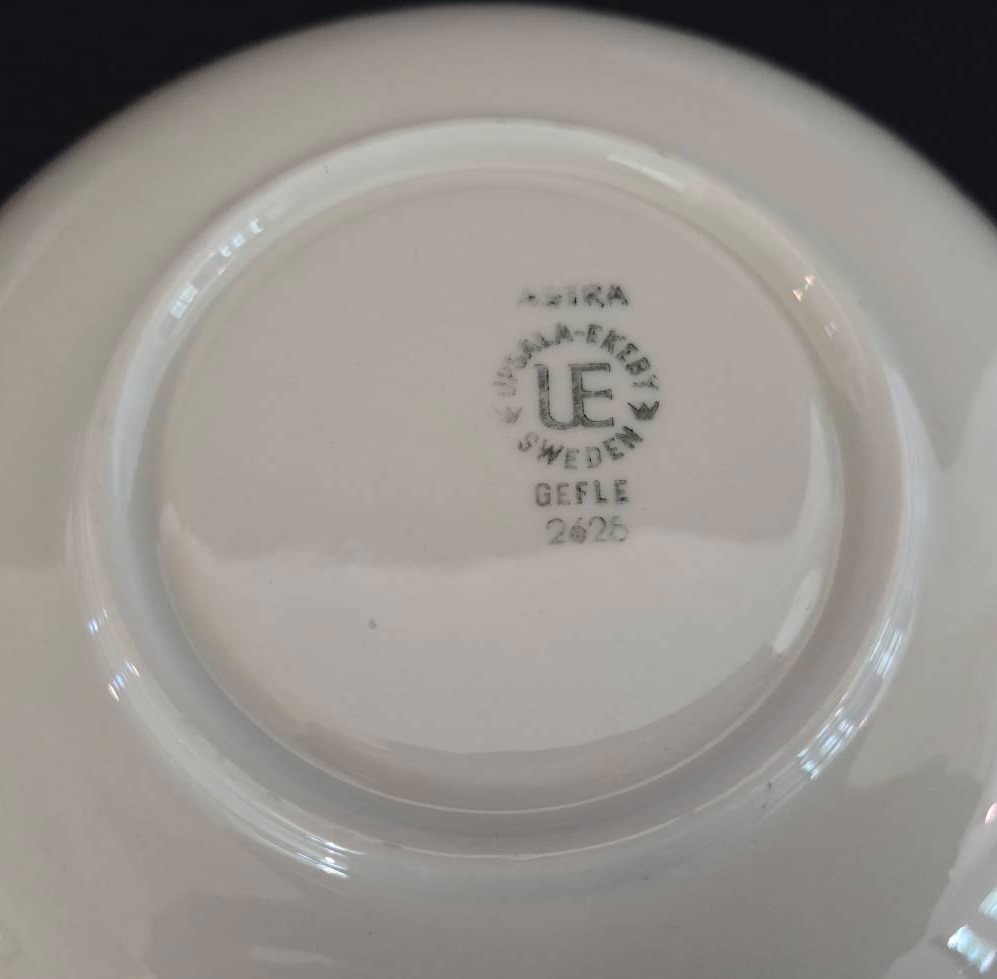 ASTRA
UPSALA-EKEBY
UE
SWEDEN
GEFLE
2626